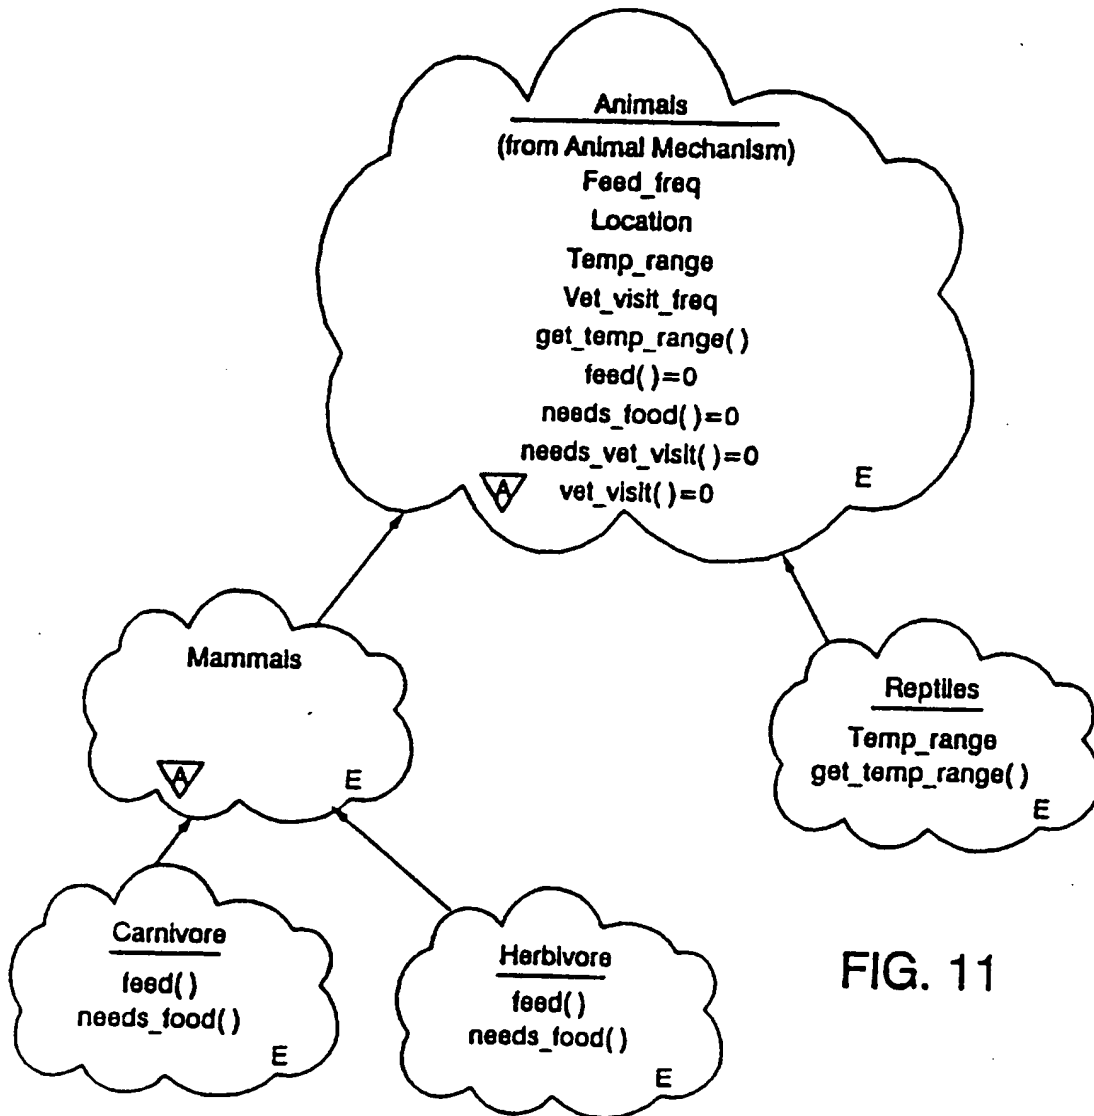 Animals
(from Animal Mechanism)
Feed_freq
Location
Temp_range
Vet_visit_freq
get_temp_range( )
feed( )=0
needs_food( )=0
needs_vet_visit( )=0
vet_visit( )=0
A
E
Mammals
A
E
Reptiles
Temp_range
get_temp_range( )
E
Carnivore
feed( )
needs_food( )
E
Herbivore
feed( )
needs_food( )
E
FIG. 11